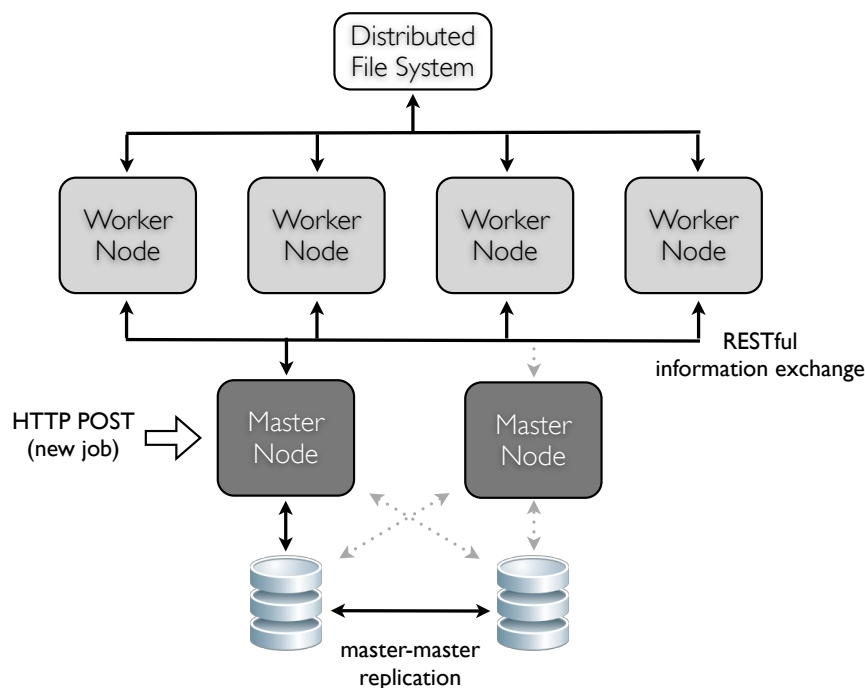 Distributed
File System
Worker
Node
Worker
Node
Worker
Node
Worker
Node
RESTful
information exchange
HTTP POST
(new job)
Master
Node
Master
Node
master-master
replication